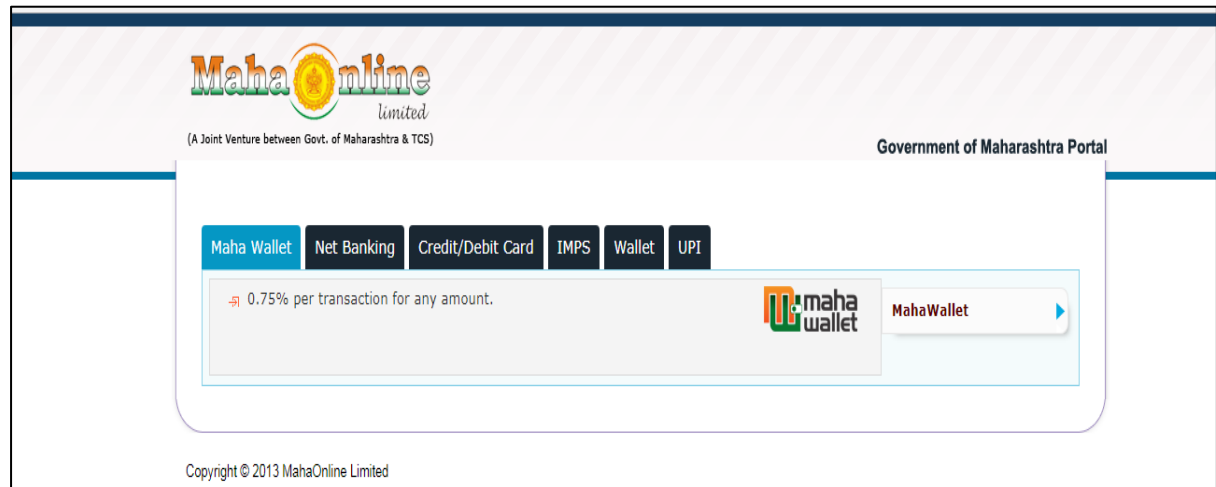 MahaOnline
limited
(A Joint Venture between Govt. of Maharashtra & TCS)
Government of Maharashtra Portal
Maha Wallet Net Banking Credit/Debit Card IMPS Wallet UPI
0.75% per transaction for any amount.
maha
wallet
MahaWallet
Copyright © 2013 MahaOnline Limited